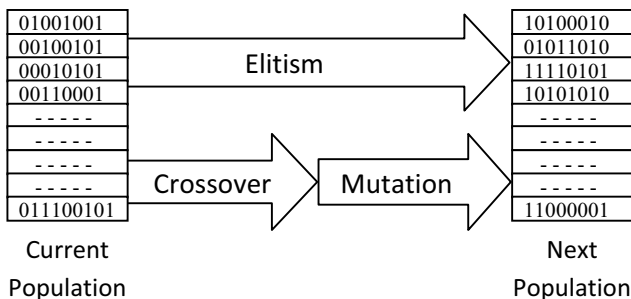 01001001
00100101
00010101
00110001
- - - - -
- - - - -
- - - - -
- - - - -
011100101
Current
Population
Elitism
Crossover
Mutation
10100010
01011010
11110101
10101010
- - - - -
- - - - -
- - - - -
- - - - -
11000001
Next
Population